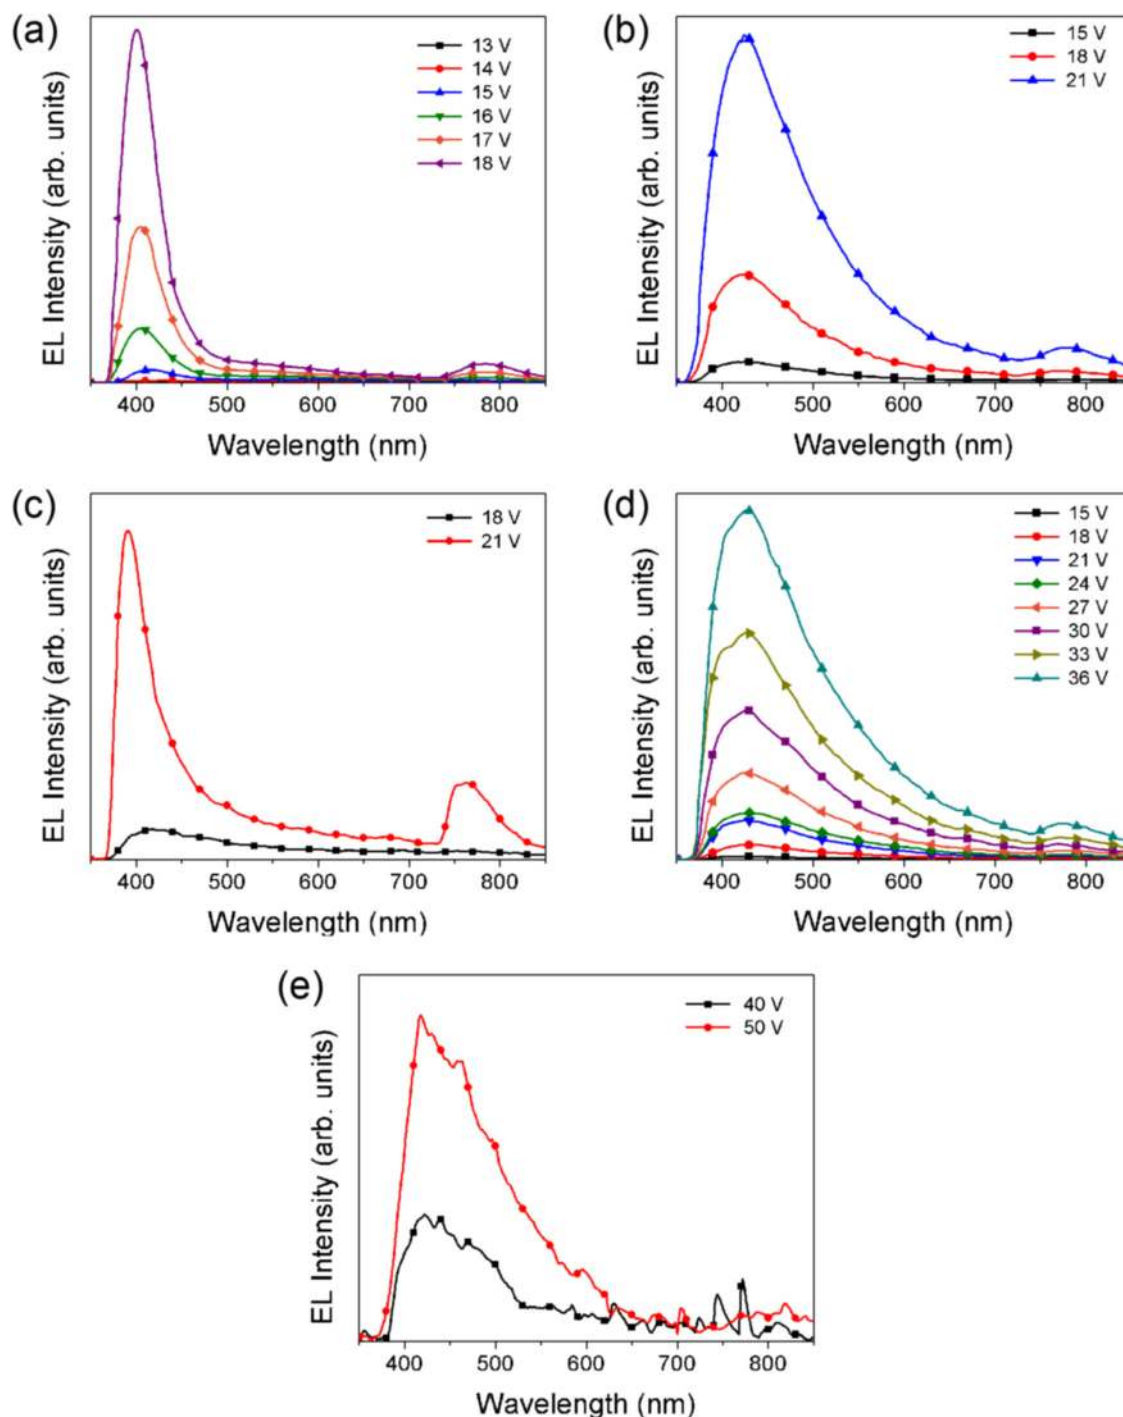 (a)
EL Intensity (arb. units)
13 V
14 V
15 V
16 V
17 V
18 V
400 500 600 700 800
Wavelength (nm)
(b)
EL Intensity (arb. units)
15 V
18 V
21 V
400 500 600 700 800
Wavelength (nm)
(c)
EL Intensity (arb. units)
18 V
21 V
400 500 600 700 800
Wavelength (nm)
(d)
EL Intensity (arb. units)
15 V
18 V
21 V
24 V
27 V
30 V
33 V
36 V
400 500 600 700 800
Wavelength (nm)
(e)
EL Intensity (arb. units)
40 V
50 V
400 500 600 700 800
Wavelength (nm)